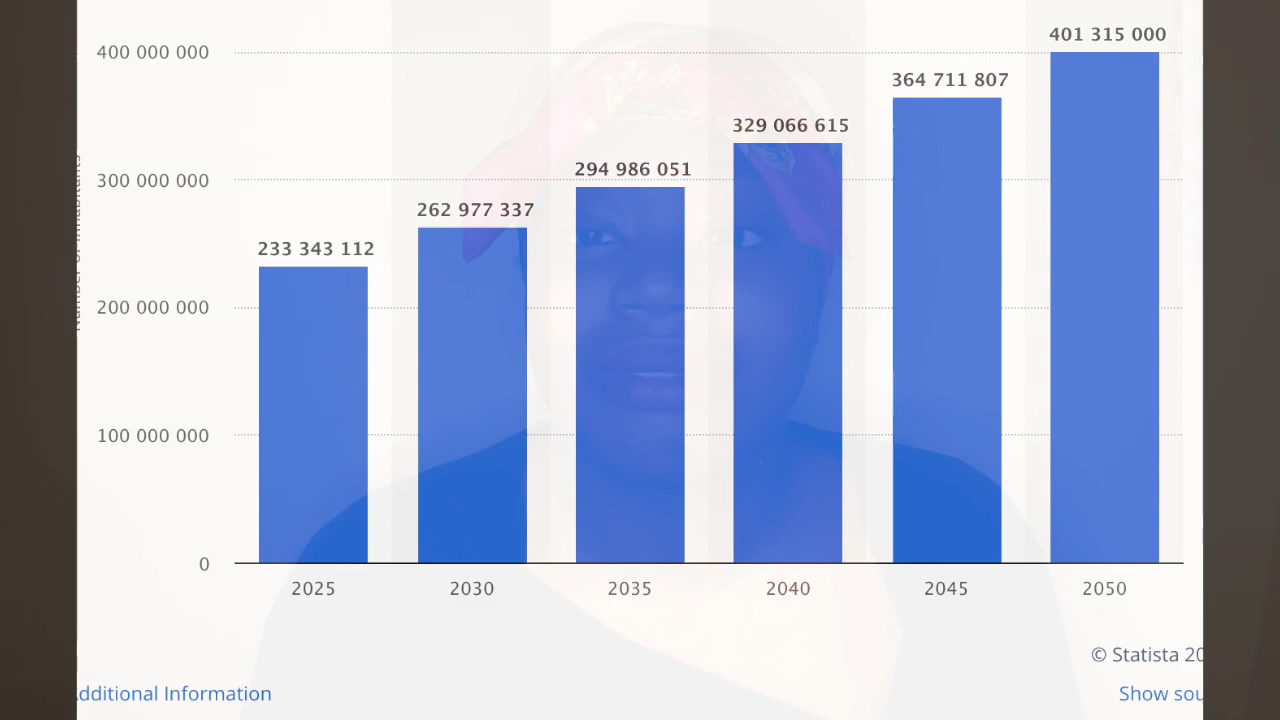 401 315 000
400 000 000
364 711 807
329 066 615
294 986 051
300 000 000
262 977 337
233 343 112
200 000 000
100 000 000
0
2025 2030 2035 2040 2045 2050
© Statista 20
dditional Information
Show sou